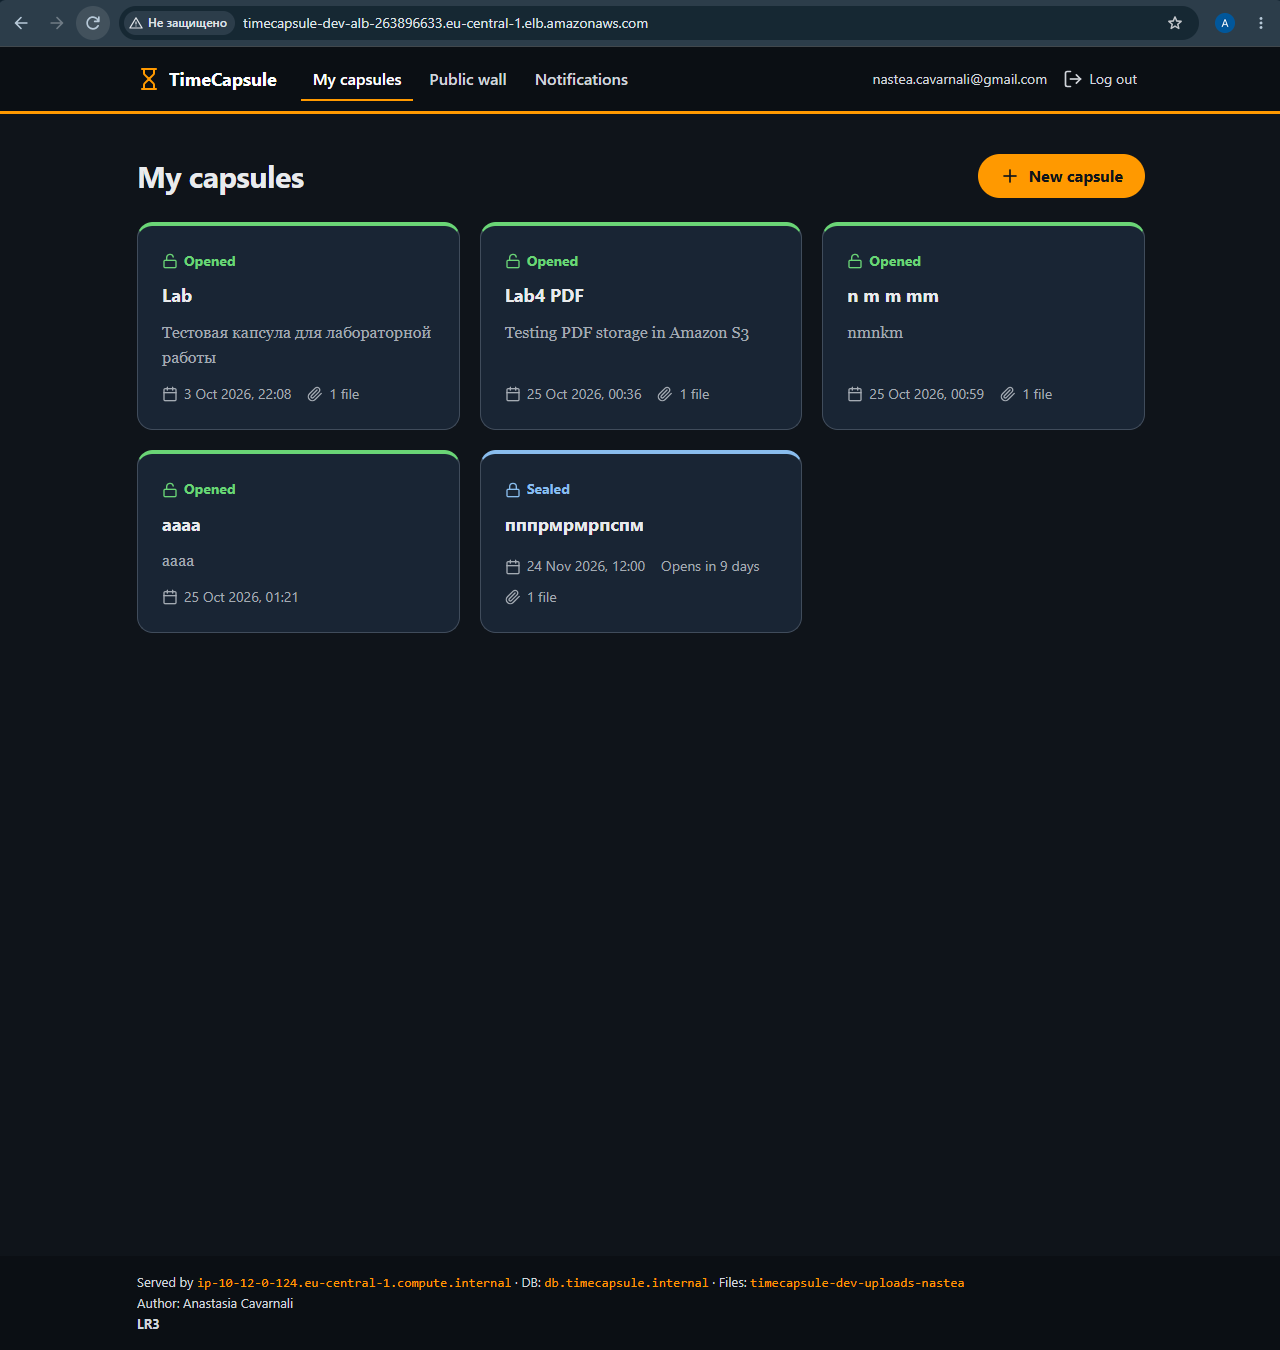 Не защищено timecapsule-dev-alb-263896633.eu-central-1.elb.amazonaws.com A
TimeCapsule My capsules Public wall Notifications nastea.cavarnali@gmail.com Log out
My capsules
New capsule
Opened
Lab
Тестовая капсула для лабораторной
работы
3 Oct 2026, 22:08 1 file
Opened
Lab4 PDF
Testing PDF storage in Amazon S3
25 Oct 2026, 00:36 1 file
Opened
n m m mm
nmnkm
25 Oct 2026, 00:59 1 file
Opened
aaaa
aaaa
25 Oct 2026, 01:21
Sealed
пппрмрмрпспм
24 Nov 2026, 12:00 Opens in 9 days
1 file
Served by ip-10-12-0-124.eu-central-1.compute.internal · DB: db.timecapsule.internal · Files: timecapsule-dev-uploads-nastea
Author: Anastasia Cavarnali
LR3